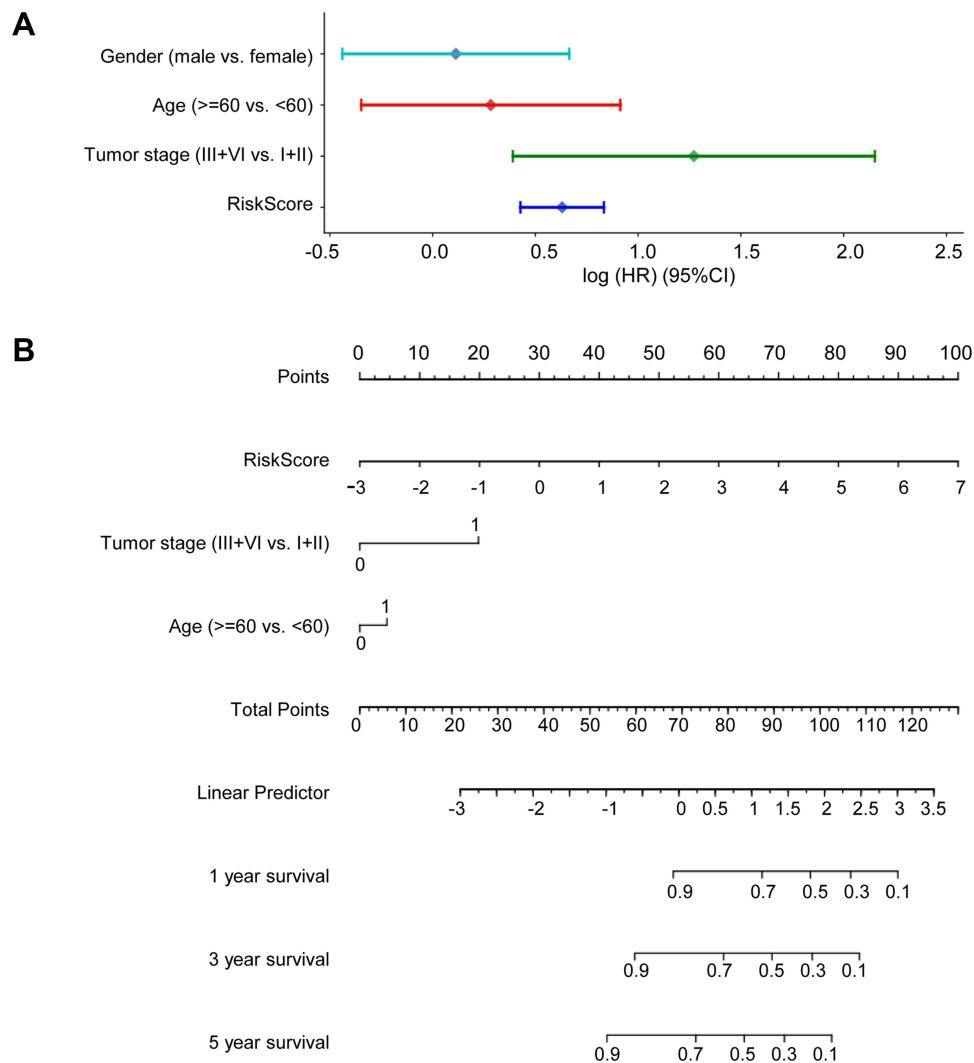 A
Gender (male vs. female)
Age (>=60 vs. <60)
Tumor stage (III+VI vs. I+II)
RiskScore
-0.5 0.0 0.5 1.0 1.5 2.0 2.5
log (HR) (95%CI)
B
0 10 20 30 40 50 60 70 80 90 100
Points
RiskScore
-3 -2 -1 0 1 2 3 4 5 6 7
1
Tumor stage (III+VI vs. I+II)
0
1
Age (>=60 vs. <60)
0
Total Points
0 10 20 30 40 50 60 70 80 90 100 110 120
Linear Predictor
-3 -2 -1 0 0.5 1 1.5 2 2.5 3 3.5
1 year survival
0.9 0.7 0.5 0.3 0.1
3 year survival
0.9 0.7 0.5 0.3 0.1
5 year survival
0.9 0.7 0.5 0.3 0.1